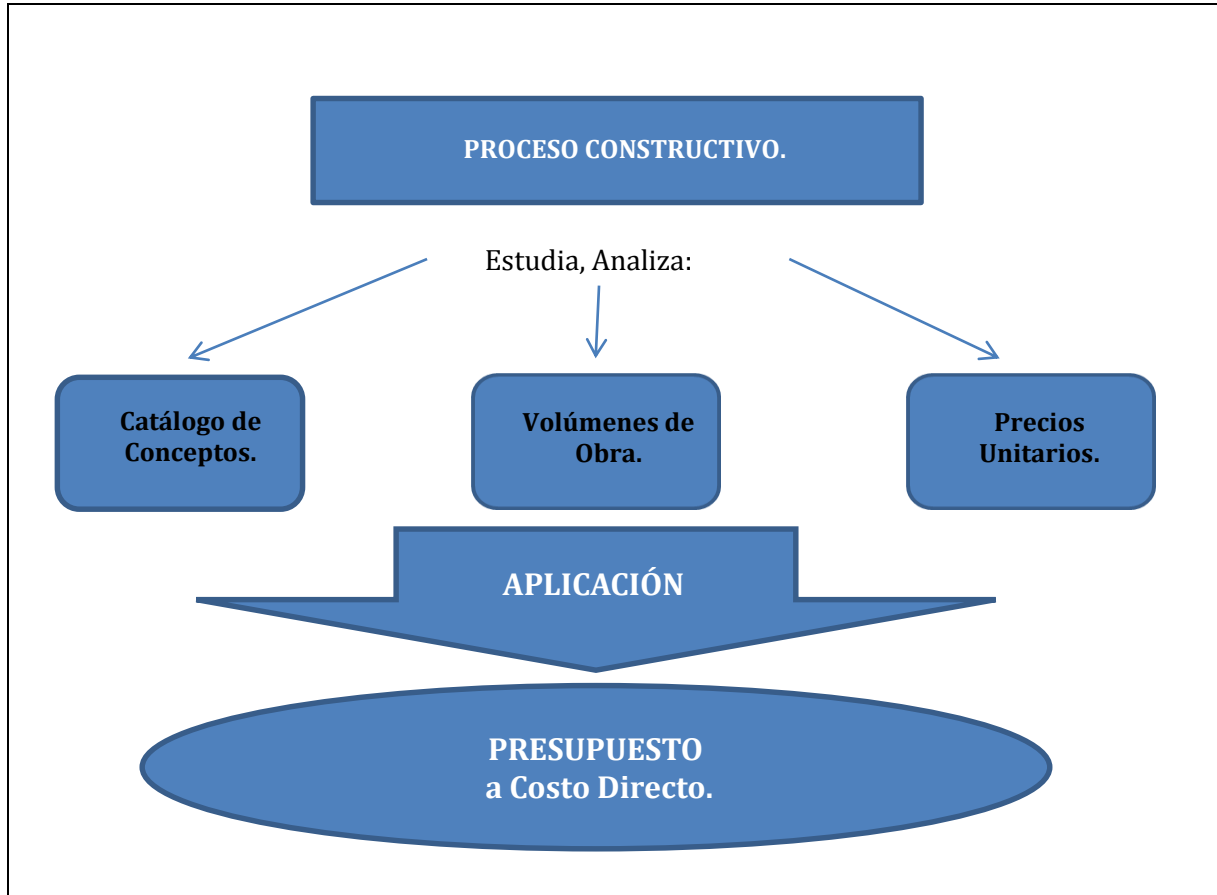 PROCESO CONSTRUCTIVO.
Estudia, Analiza:
Catálogo de
Conceptos.
Volúmenes de
Obra.
Precios
Unitarios.
APLICACIÓN
PRESUPUESTO
a Costo Directo.